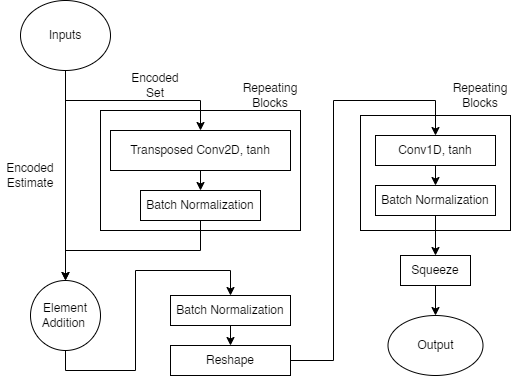 Inputs
Encoded
Set
Repeating
Blocks
Transposed Conv2D, tanh
Batch Normalization
Encoded
Estimate
Element
Addition
Batch Normalization
Reshape
Repeating
Blocks
Conv1D, tanh
Batch Normalization
Squeeze
Output